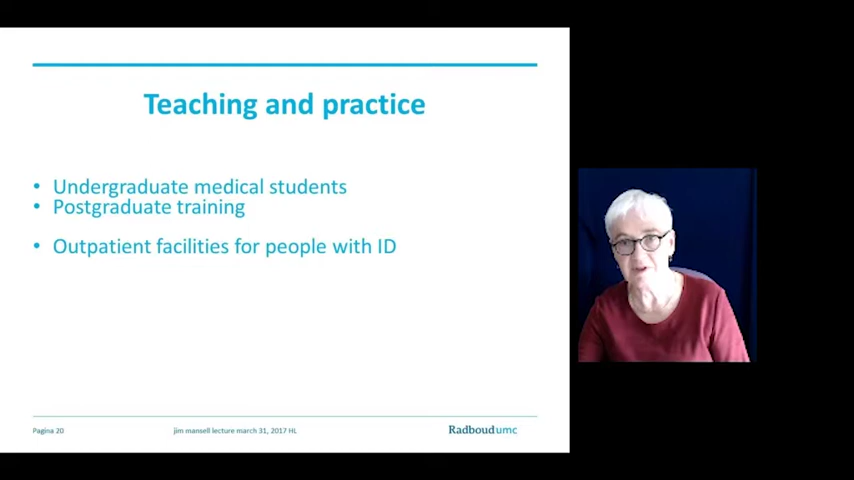 Teaching and practice
• Undergraduate medical students
• Postgraduate training
• Outpatient facilities for people with ID
Pagina 20
jim mansell lecture march 31, 2017 HL
Radboudumc